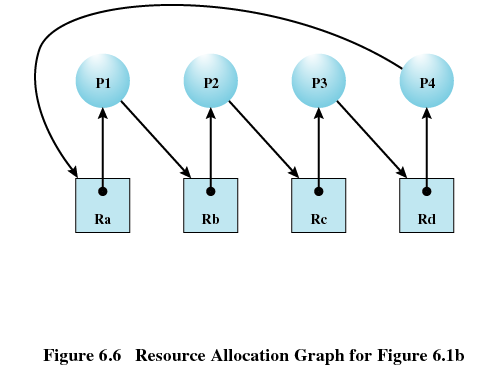 P1 P2 P3 P4
Ra Rb Rc Rd
Figure 6.6 Resource Allocation Graph for Figure 6.1b